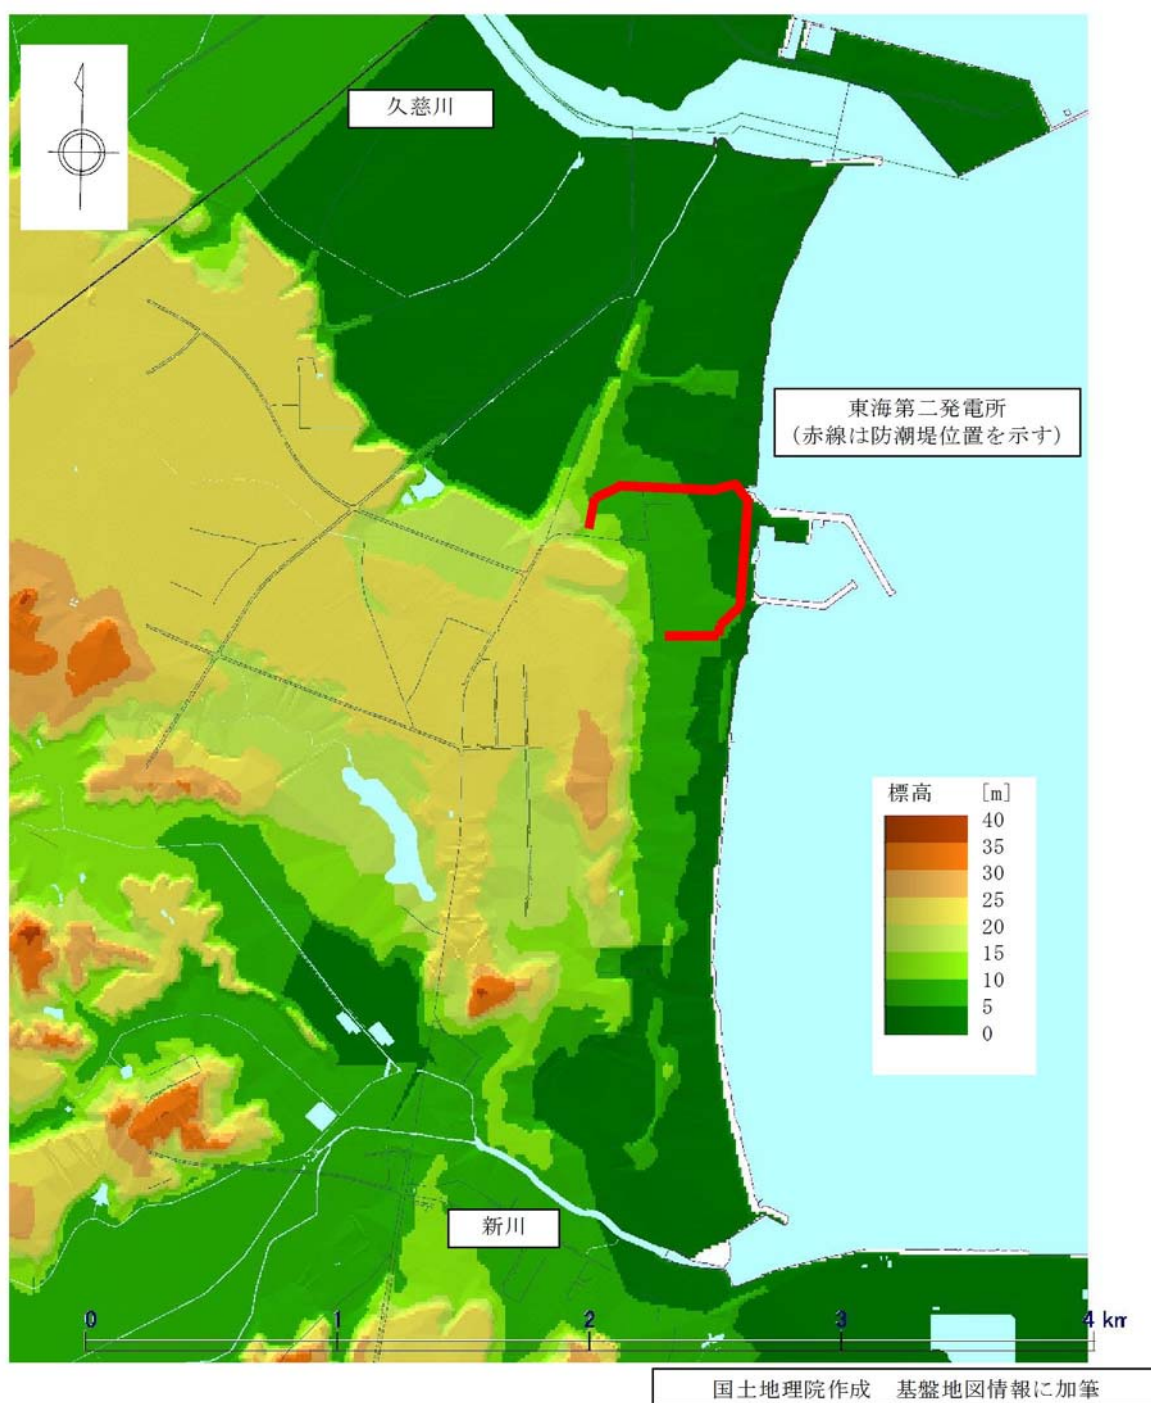 久慈川
東海第二発電所
(赤線は防潮堤位置を示す)
標高 [m]
40
35
30
25
20
15
10
5
0
新川
0 1 2 3 4 km
国土地理院作成 基盤地図情報に加筆